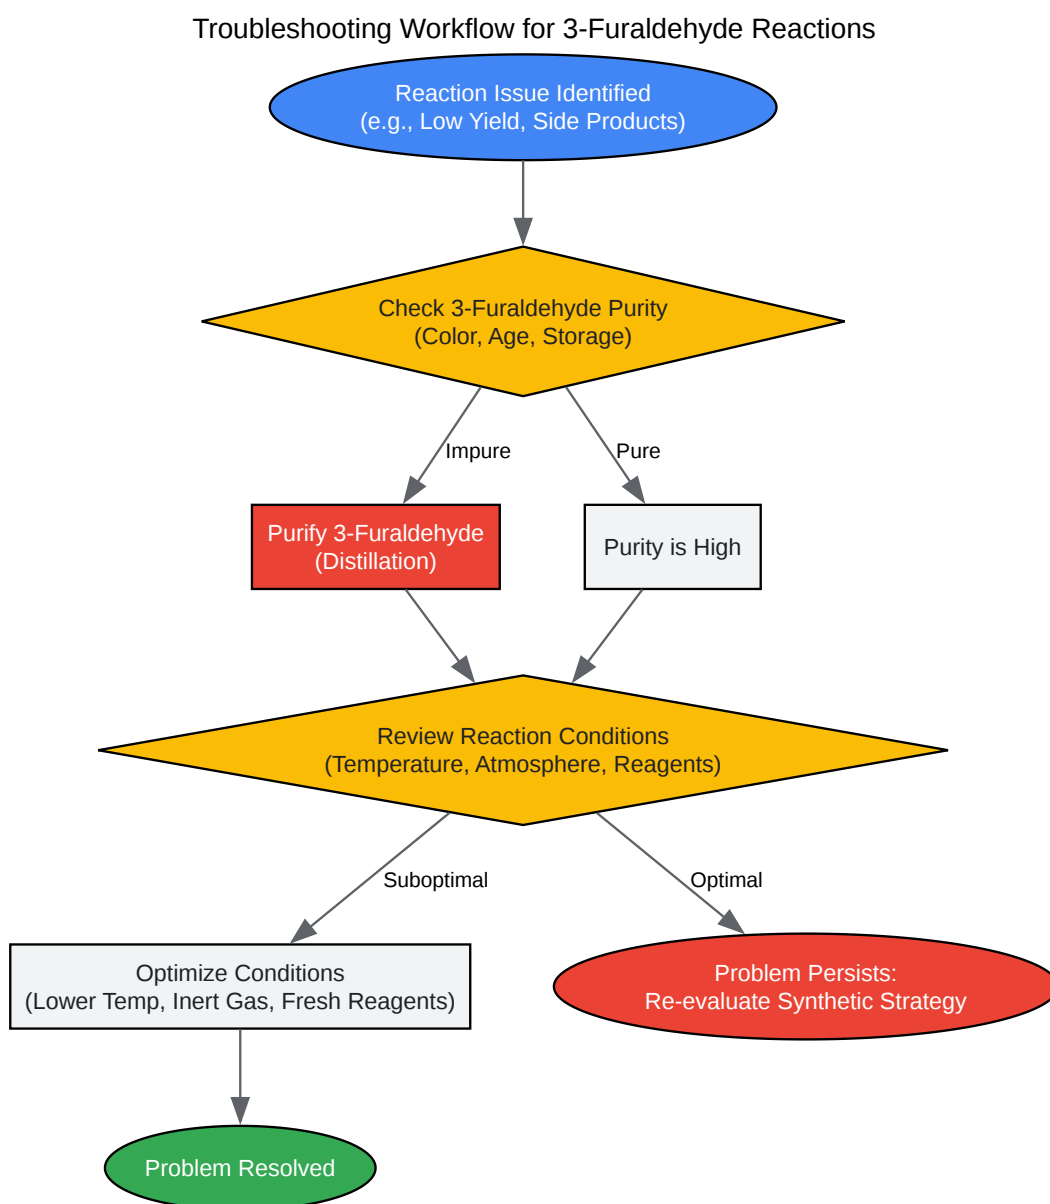 Troubleshooting Workflow for 3-Furaldehyde Reactions
Reaction Issue Identified
(e.g., Low Yield, Side Products)
Check 3-Furaldehyde Purity
(Color, Age, Storage)
Impure
Pure
Purify 3-Furaldehyde
(Distillation)
Purity is High
Review Reaction Conditions
(Temperature, Atmosphere, Reagents)
Suboptimal
Optimal
Optimize Conditions
(Lower Temp, Inert Gas, Fresh Reagents)
Problem Persists:
Re-evaluate Synthetic Strategy
Problem Resolved